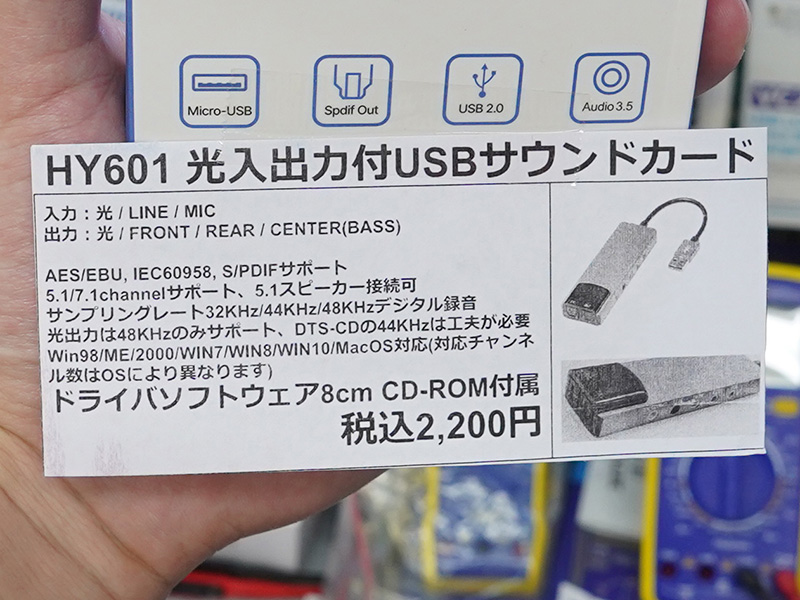 Micro-USB
Spdif Out
USB 2.0
Audio 3.5
HY601 光入出力付USBサウンドカード
入力：光 / LINE / MIC
出力：光 / FRONT / REAR / CENTER(BASS)
AES/EBU, IEC60958, S/PDIFサポート
5.1/7.1channelサポート、5.1スピーカー接続可
サンプリングレート32KHz/44KHz/48KHzデジタル録音
光出力は48KHzのみサポート、DTS-CDの44KHzは工夫が必要
Win98/ME/2000/WIN7/WIN8/WIN10/MacOS対応(対応チャンネ
ル数はOSにより異なります)
ドライバソフトウェア8cm CD-ROM付属
税込2,200円